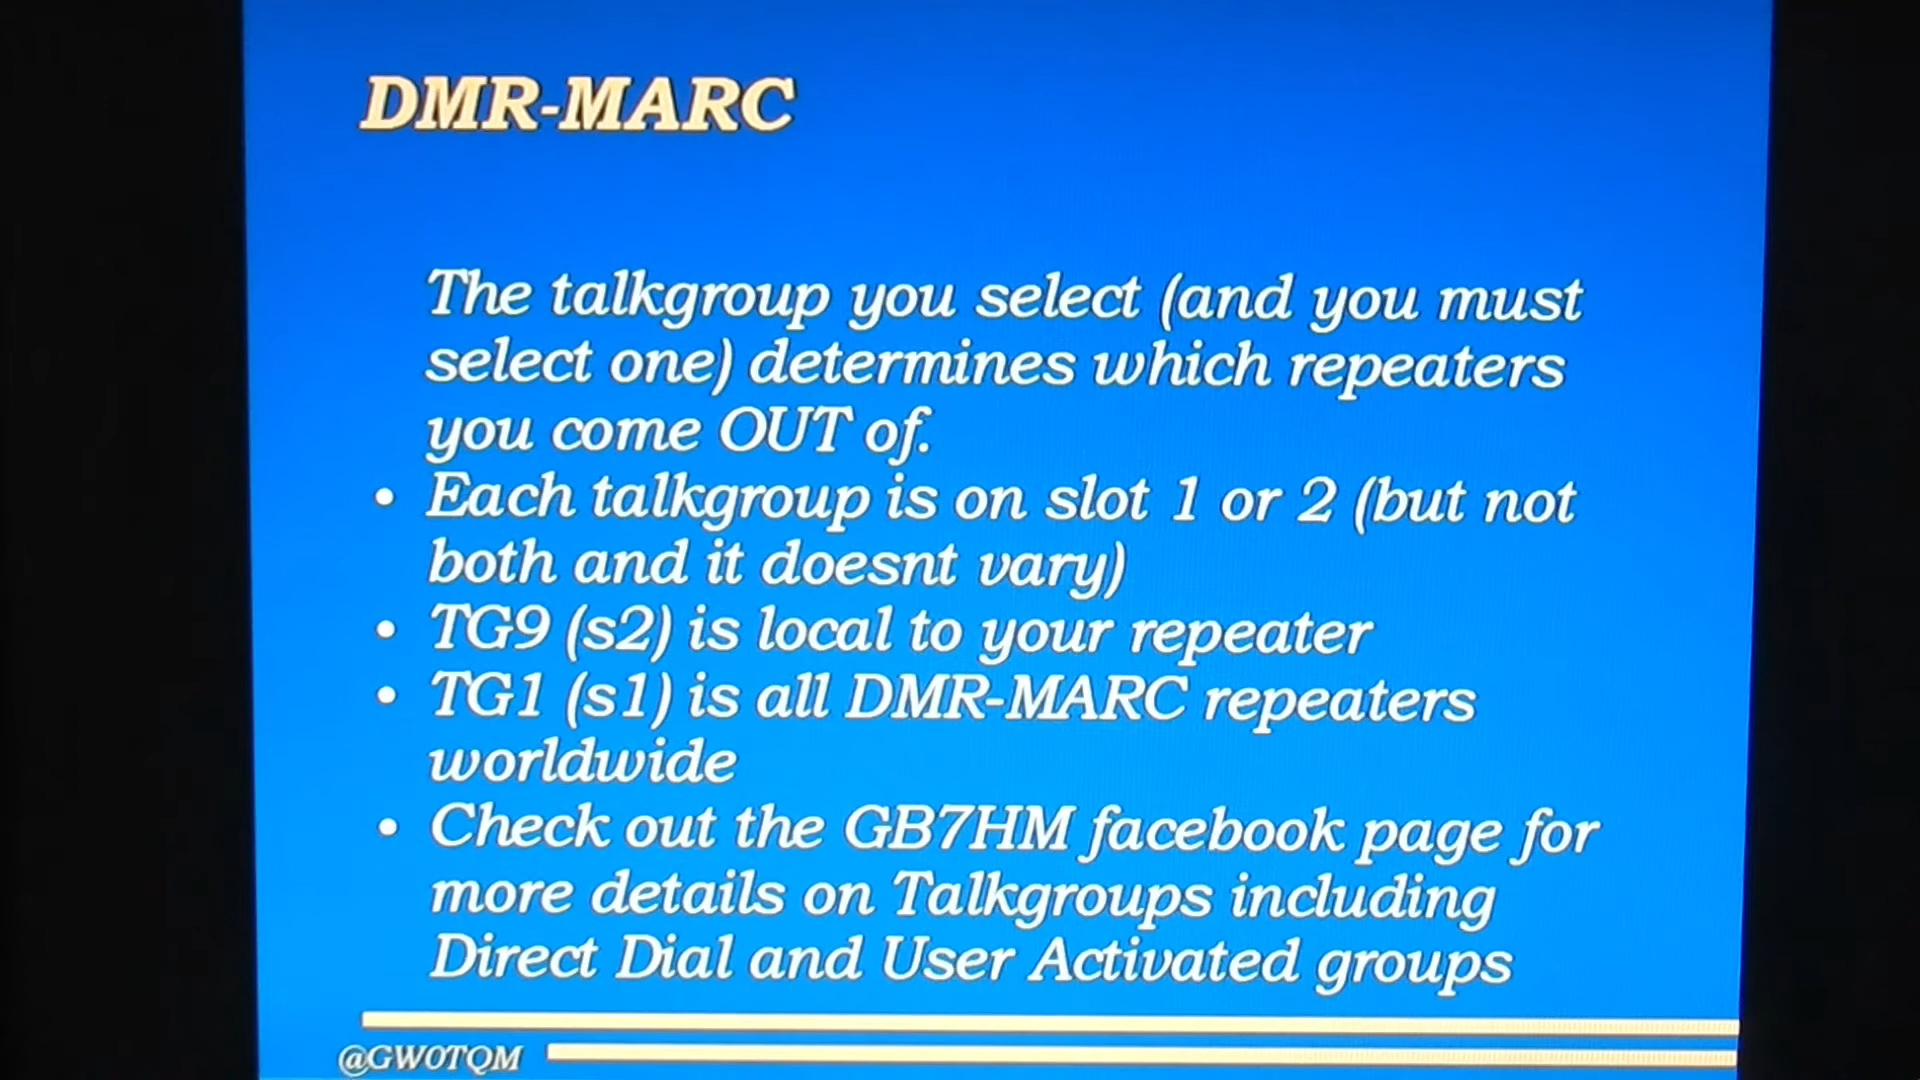 DMR-MARC
The talkgroup you select (and you must
select one) determines which repeaters
you come OUT of.
• Each talkgroup is on slot 1 or 2 (but not
both and it doesnt vary)
• TG9 (s2) is local to your repeater
• TG1 (s1) is all DMR-MARC repeaters
worldwide
• Check out the GB7HM facebook page for
more details on Talkgroups including
Direct Dial and User Activated groups
@GW0TQM